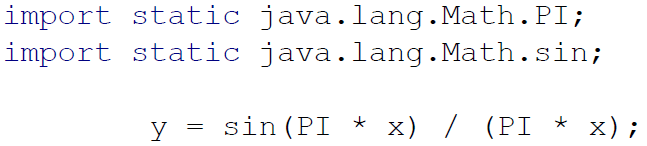 import static java.lang.Math.PI;
import static java.lang.Math.sin;
y = sin(PI * x) / (PI * x);